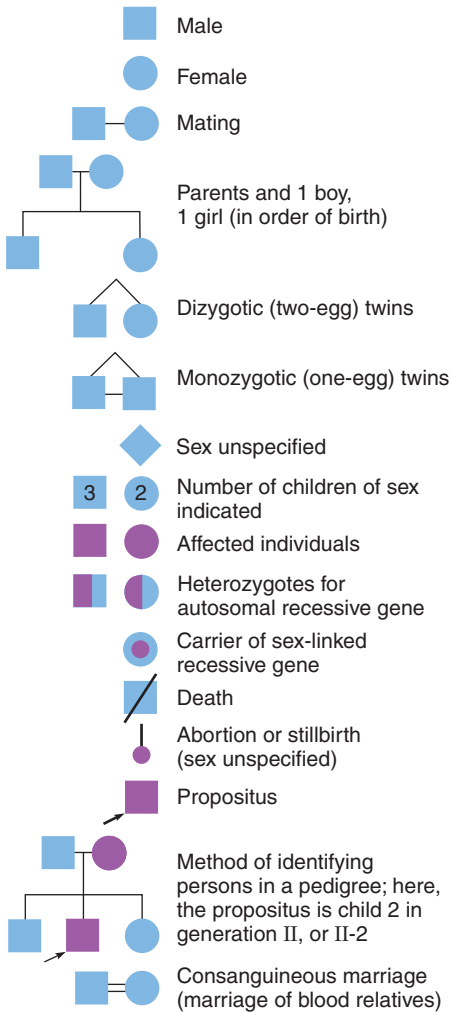 Male
Female
Mating
Parents and 1 boy,
1 girl (in order of birth)
Dizygotic (two-egg) twins
Monozygotic (one-egg) twins
Sex unspecified
3 2 Number of children of sex
indicated
Affected individuals
Heterozygotes for
autosomal recessive gene
Carrier of sex-linked
recessive gene
Death
Abortion or stillbirth
(sex unspecified)
Propositus
Method of identifying
persons in a pedigree; here,
the propositus is child 2 in
generation II, or II-2
Consanguineous marriage
(marriage of blood relatives)